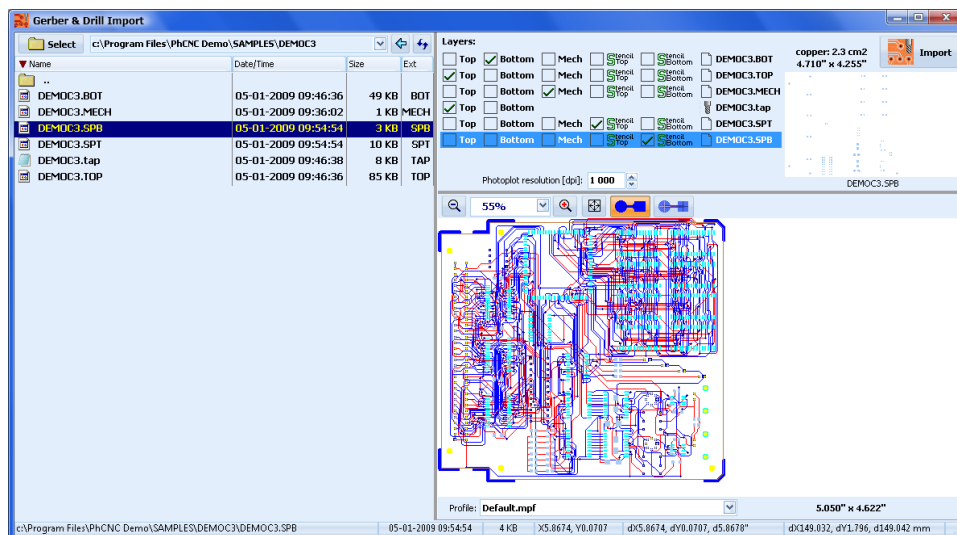 Gerber & Drill Import
Select c:\Program Files\PhCNC Demo\SAMPLES\DEMOC3
Name Date/Time Size Ext
..
DEMOC3.BOT 05-01-2009 09:46:36 49 KB BOT
DEMOC3.MECH 05-01-2009 09:36:02 1 KB MECH
DEMOC3.SPB 05-01-2009 09:54:54 3 KB SPB
DEMOC3.SPT 05-01-2009 09:54:54 10 KB SPT
DEMOC3.tap 05-01-2009 09:46:38 8 KB TAP
DEMOC3.TOP 05-01-2009 09:46:36 85 KB TOP
Layers:
Top Bottom Mech Stencil Top Stencil Bottom DEMOC3.BOT
Top Bottom Mech Stencil Top Stencil Bottom DEMOC3.TOP
Top Bottom Mech Stencil Top Stencil Bottom DEMOC3.MECH
Top Bottom DEMOC3.tap
Top Bottom Mech Stencil Top Stencil Bottom DEMOC3.SPT
Top Bottom Mech Stencil Top Stencil Bottom DEMOC3.SPB
Photoplot resolution [dpi]: 1 000
copper: 2.3 cm2
4.710" x 4.255"
Import
DEMOC3.SPB
55%
Profile: Default.mpf 5.050" x 4.622"
c:\Program Files\PhCNC Demo\SAMPLES\DEMOC3\DEMOC3.SPB 05-01-2009 09:54:54 4 KB X5.8674, Y0.0707 dX5.8674, dY0.0707, d5.8678" dX149.032, dY1.796, d149.042 mm